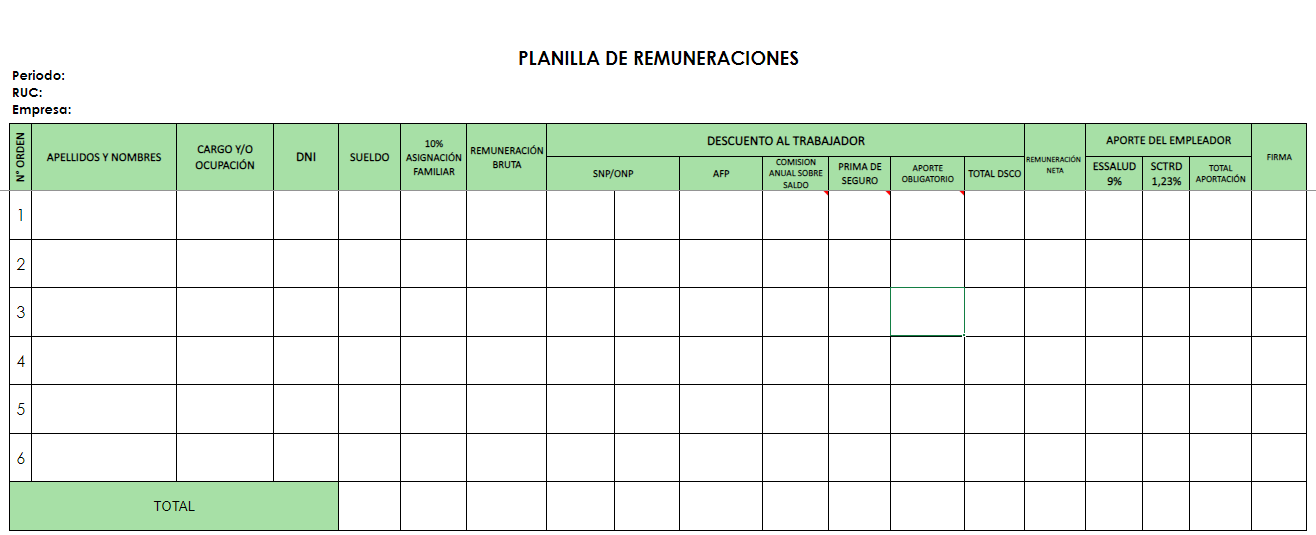 PLANILLA DE REMUNERACIONES
Periodo:
RUC:
Empresa:
N° ORDEN
APELLIDOS Y NOMBRES
CARGO Y/O
OCUPACIÓN
DNI
SUELDO
10%
ASIGNACIÓN
FAMILIAR
REMUNERACIÓN
BRUTA
DESCUENTO AL TRABAJADOR
SNP/ONP
AFP
COMISION
ANUAL SOBRE
SALDO
PRIMA DE
SEGURO
APORTE
OBLIGATORIO
TOTAL DSCO
REMUNERACIÓN
NETA
APORTE DEL EMPLEADOR
ESSALUD
9%
SCTRD
1,23%
TOTAL
APORTACIÓN
FIRMA
1
2
3
4
5
6
TOTAL